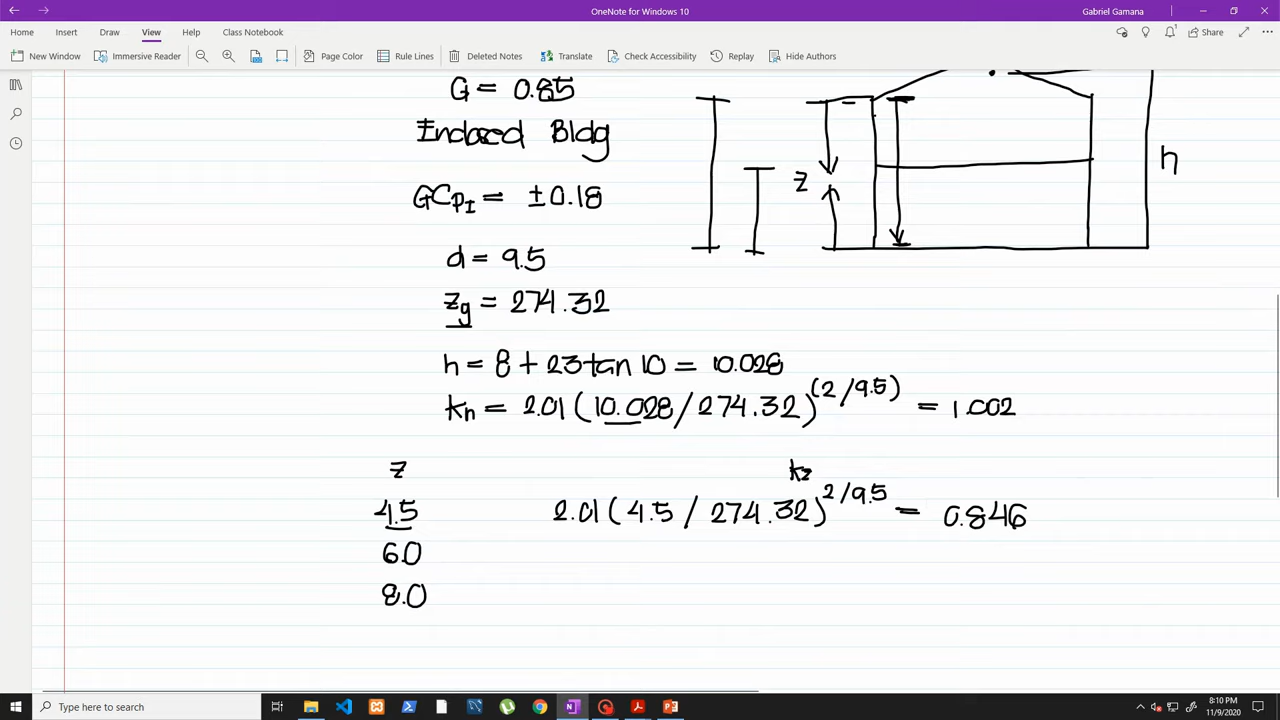 OneNote for Windows 10
Gabriel Gamana
Home Insert Draw View Help Class Notebook
Share
New Window Immersive Reader Page Color Rule Lines Deleted Notes Translate Check Accessibility Replay Hide Authors
G = 0.85
Enclosed Bldg
GCpI = ±0.18
z
h
d = 9.5
zg = 274.32
h = 8 + 23 tan 10 = 10.028
kh = 2.01 (10.028 / 274.32)^(2/9.5) = 1.002
z kz
4.5 2.01 (4.5 / 274.32)^2/9.5 = 0.846
6.0
8.0
Type here to search
8:10 PM
11/9/2020